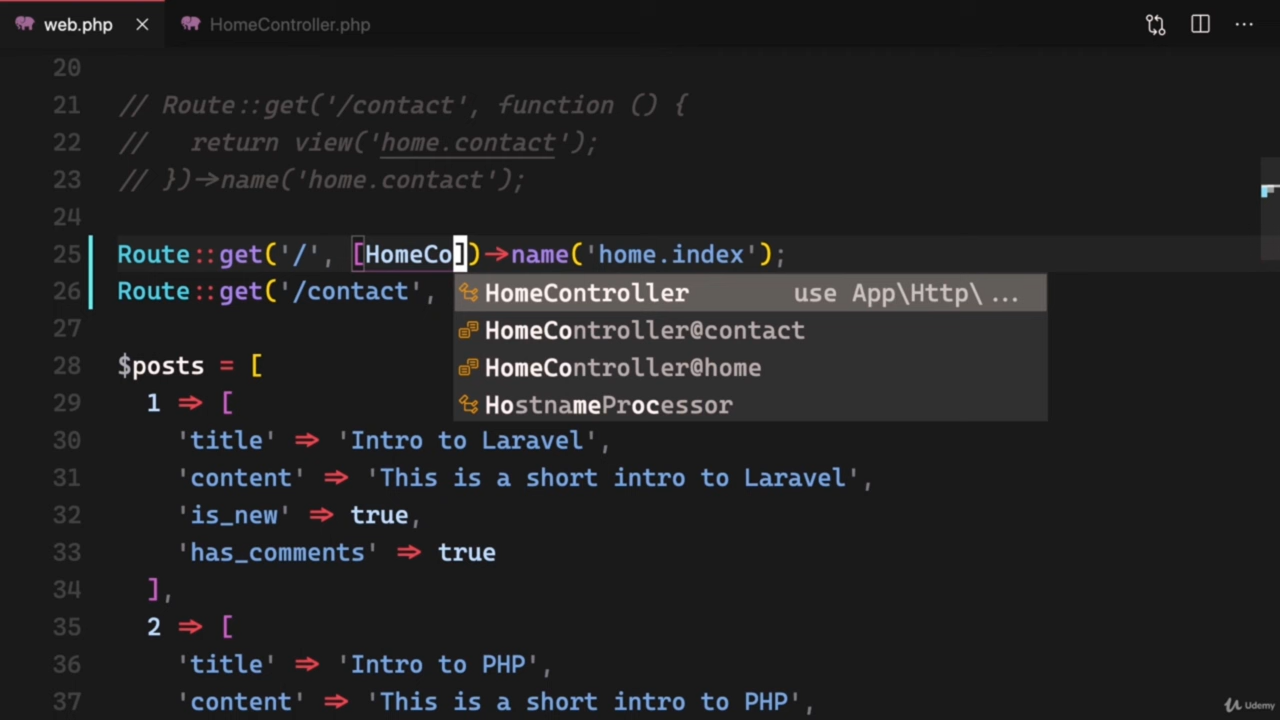 web.php
HomeController.php
20
21 // Route::get('/contact', function () {
22 //   return view('home.contact');
23 // })->name('home.contact');
24
25 Route::get('/', [HomeCo])->name('home.index');
26 Route::get('/contact',
HomeController use App\Http\ ...
HomeController@contact
HomeController@home
HostnameProcessor
27
28 $posts = [
29   1 => [
30     'title' => 'Intro to Laravel',
31     'content' => 'This is a short intro to Laravel',
32     'is_new' => true,
33     'has_comments' => true
34   ],
35   2 => [
36     'title' => 'Intro to PHP',
37     'content' => 'This is a short intro to PHP',
Udemy